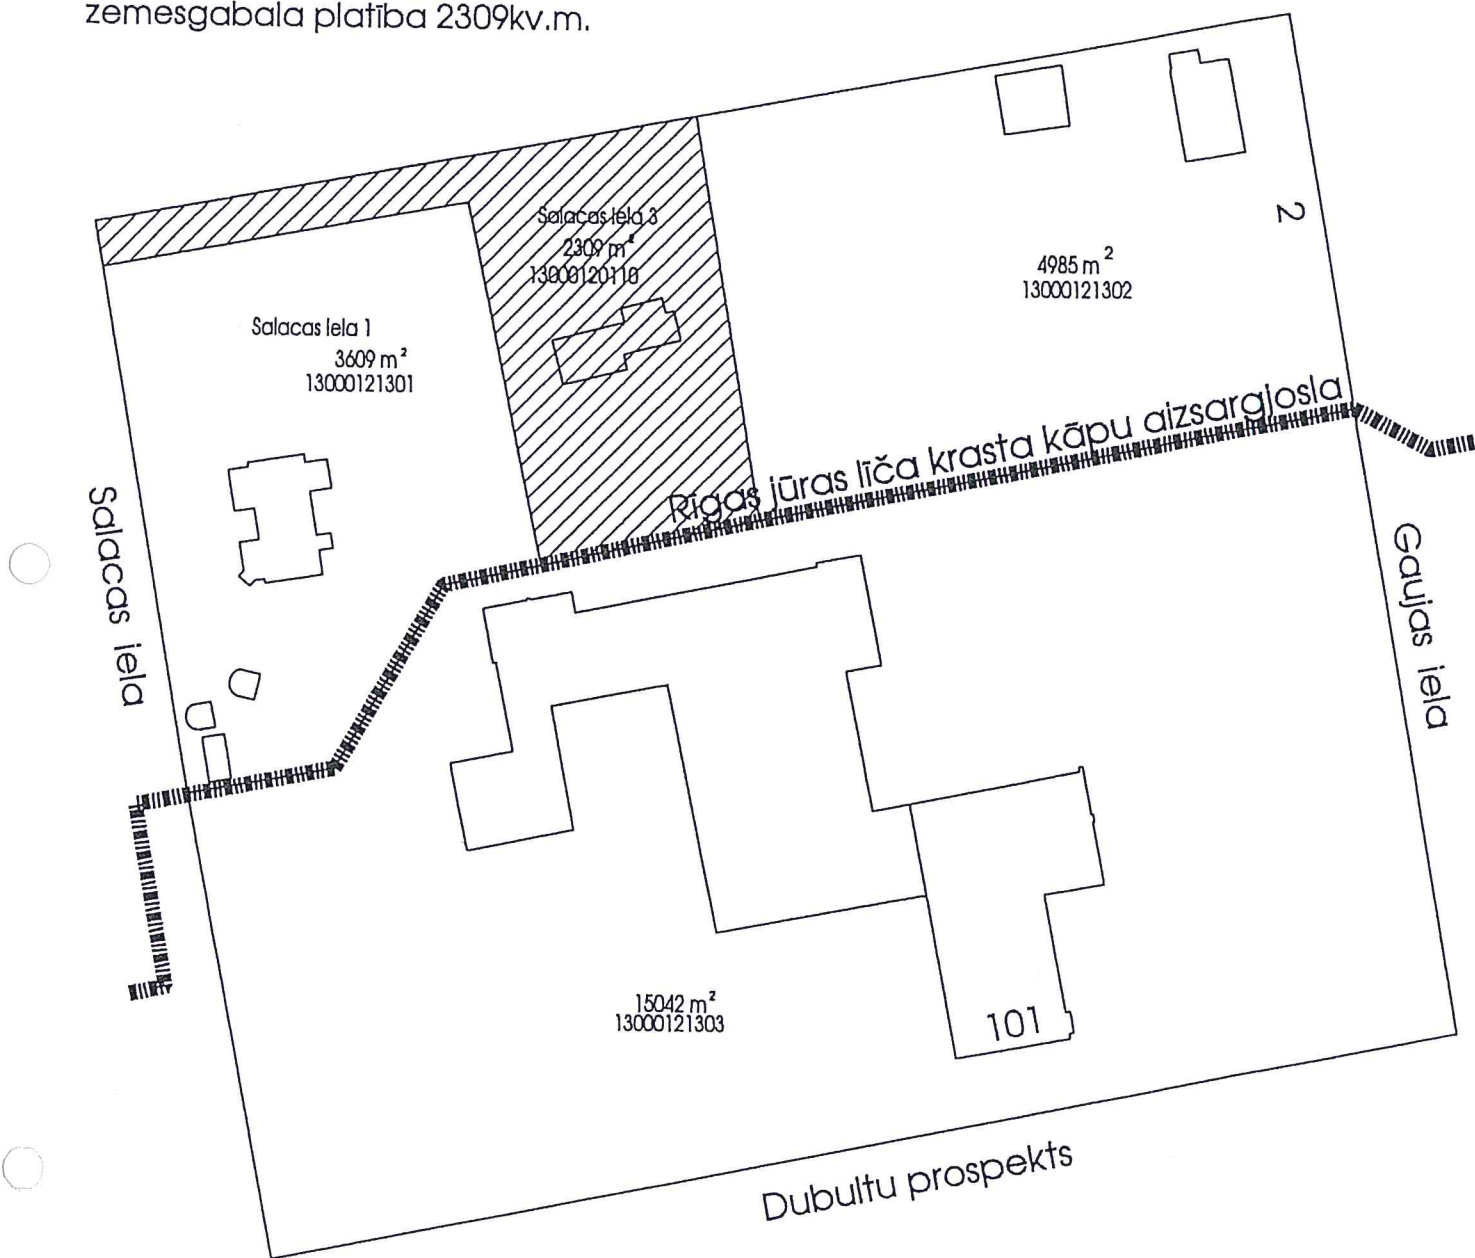 zemesgabala platība 2309kv.m.
2
Salacas iela 3
2309 m²
13000120110
4985 m²
13000121302
Salacas iela 1
3609 m²
13000121301
Rīgas jūras līča krasta kāpu aizsargjosla
Salacas iela
Gaujas iela
15042 m²
13000121303
101
Dubultu prospekts